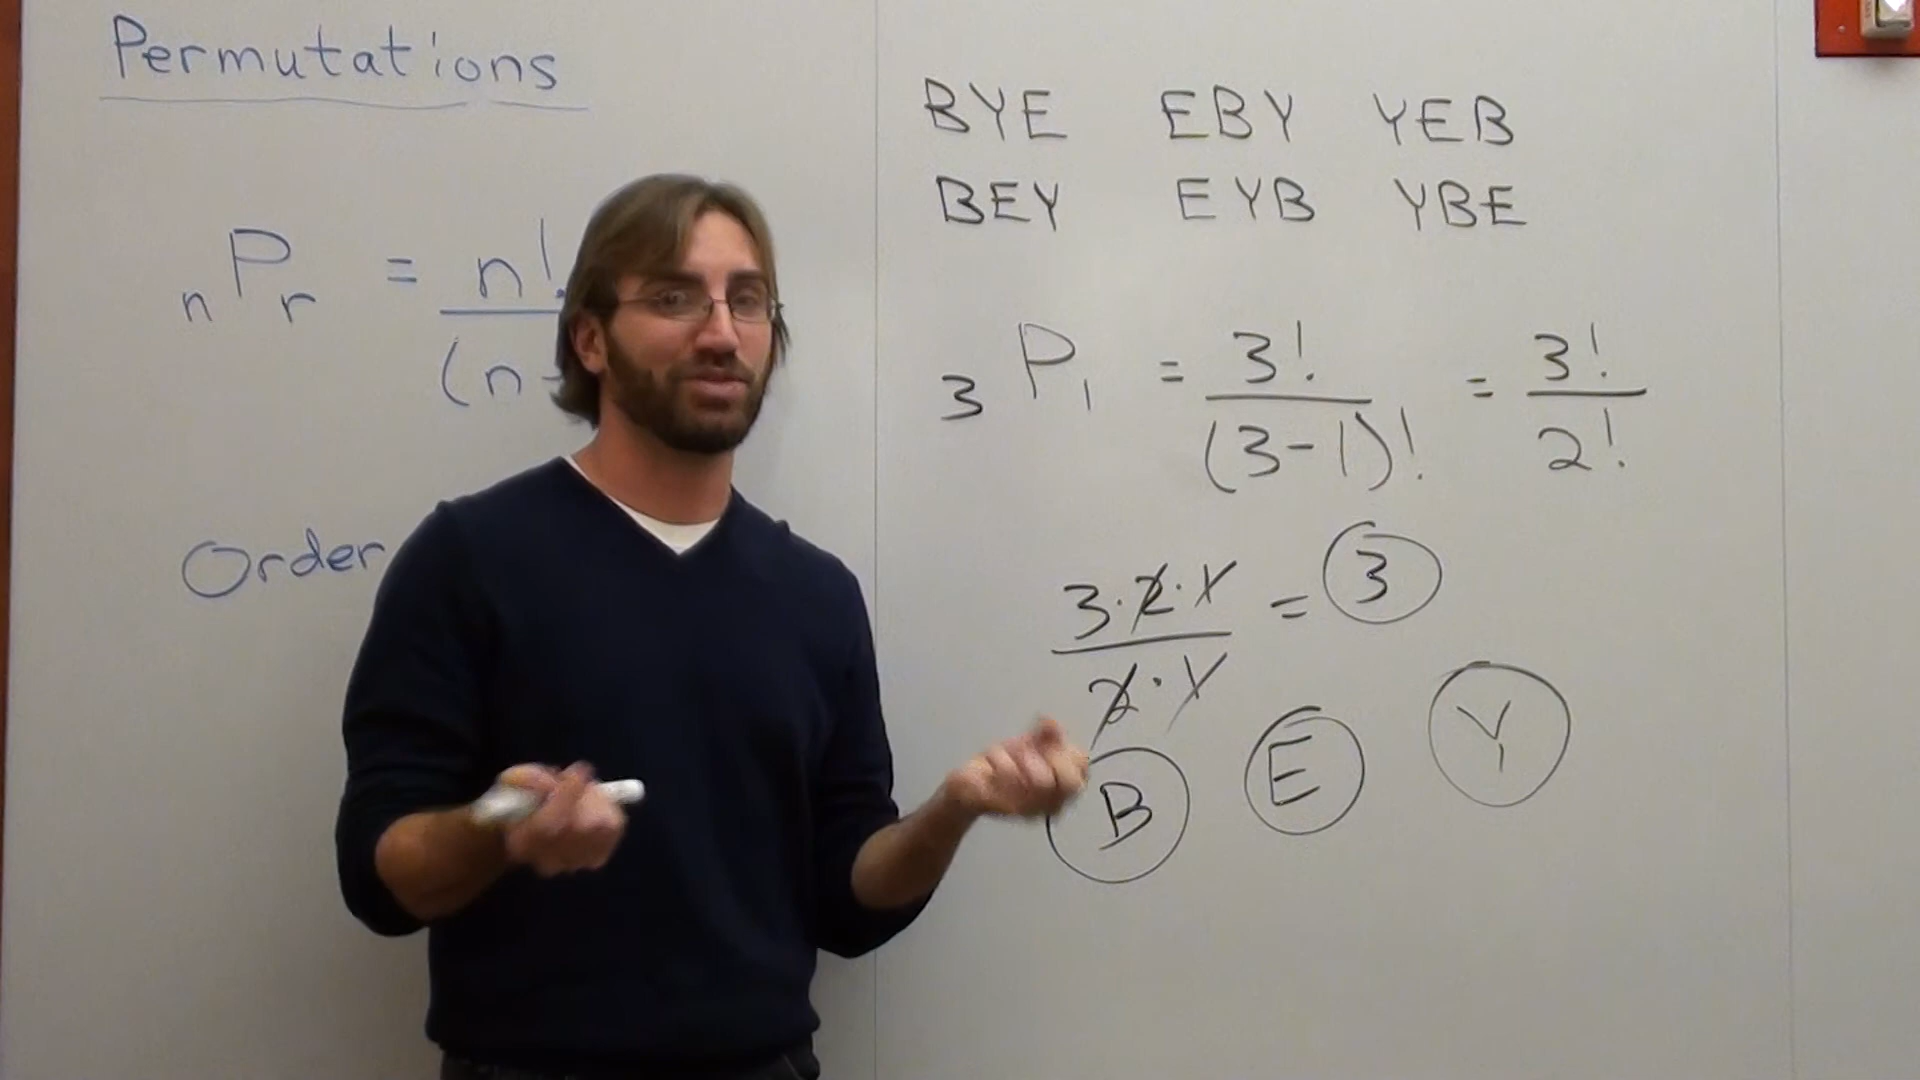 Permutations
nPr = n!
(n-
Order
BYE EBY YEB
BEY EYB YBE
3P1 = 3! / (3-1)! = 3! / 2!
3·2·1 / 2·1 = 3
B E Y